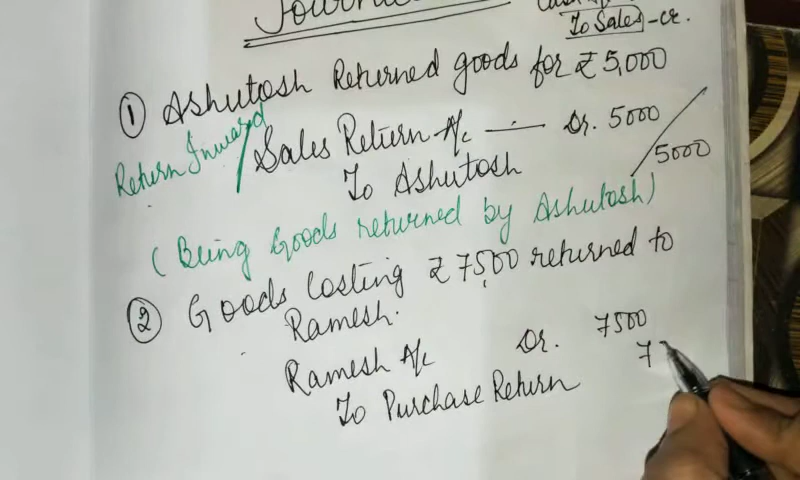 To Sales-cr.
① Ashutosh Returned goods for ₹ 5,000
Return Inward / Sales Return A/c — Dr. 5000
To Ashutosh 5000
(Being Goods returned by Ashutosh)
② Goods Costing ₹ 7500 returned to
Ramesh.
Ramesh A/c Dr. 7500
To Purchase Return 7